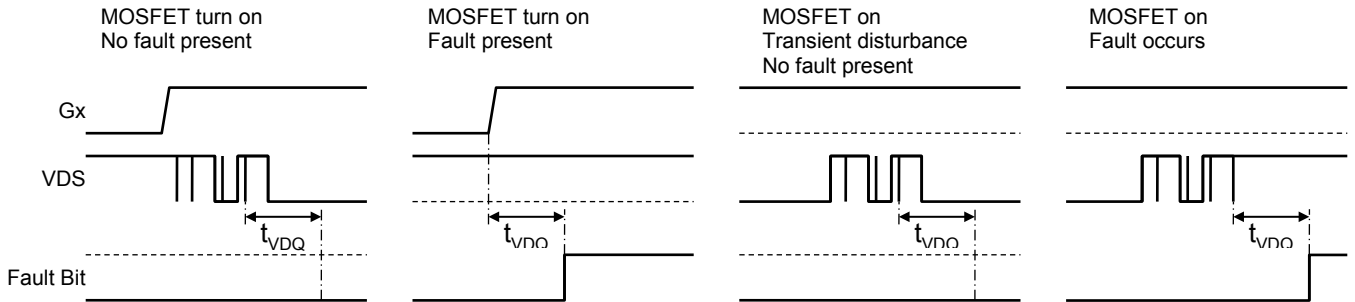 MOSFET turn on
No fault present
MOSFET turn on
Fault present
MOSFET on
Transient disturbance
No fault present
MOSFET on
Fault occurs
Gx
VDS
tVDQ
tVDQ
tVDQ
tVDQ
Fault Bit